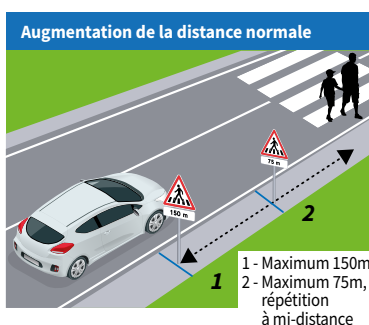 Augmentation de la distance normale
75 m
150 m
2
1
1 - Maximum 150m
2 - Maximum 75m,
répétition
à mi-distance